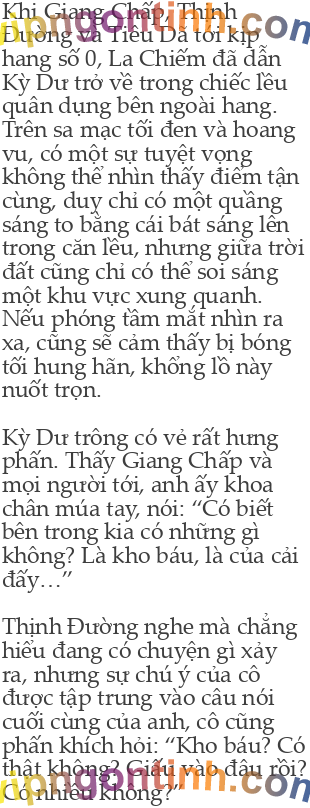 Khi Giang Chấp, Thịnh
Đường và Tiêu Dã tới kịp
hang số 0, La Chiếm đã dẫn
Kỳ Dư trở về trong chiếc lều
quân dụng bên ngoài hang.
Trên sa mạc tối đen và hoang
vu, có một sự tuyệt vọng
không thể nhìn thấy điểm tận
cùng, duy chỉ có một quầng
sáng to bằng cái bát sáng lên
trong căn lều, nhưng giữa trời
đất cũng chỉ có thể soi sáng
một khu vực xung quanh.
Nếu phóng tầm mắt nhìn ra
xa, cũng sẽ cảm thấy bị bóng
tối hung hãn, khổng lồ này
nuốt trọn.
Kỳ Dư trông có vẻ rất hưng
phấn. Thấy Giang Chấp và
mọi người tới, anh ấy khoa
chân múa tay, nói: “Có biết
bên trong kia có những gì
không? Là kho báu, là của cải
đấy…”
Thịnh Đường nghe mà chẳng
hiểu đang có chuyện gì xảy
ra, nhưng sự chú ý của cô
được tập trung vào câu nói
cuối cùng của anh, cô cũng
phấn khích hỏi: “Kho báu? Có
thật không? Giấu vào đâu rồi?
Có nhiều không?”